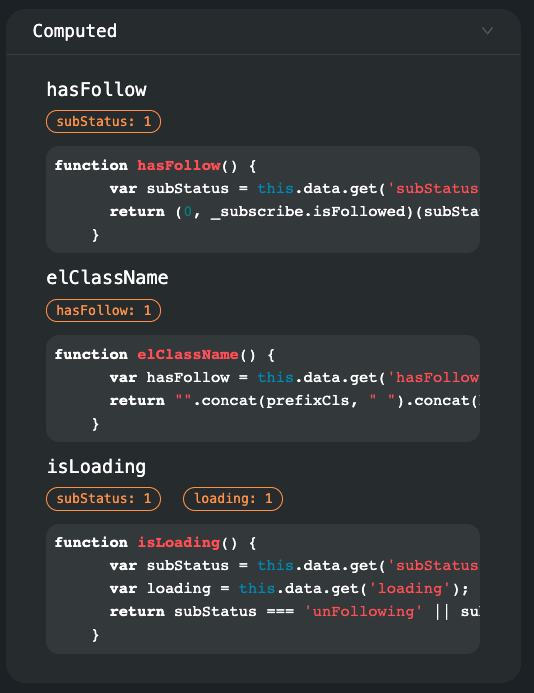 Computed
hasFollow
subStatus: 1
function hasFollow() {
var subStatus = this.data.get('subStatus
return (0, _subscribe.isFollowed)(subSta
}
elClassName
hasFollow: 1
function elClassName() {
var hasFollow = this.data.get('hasFollow
return "".concat(prefixCls, " ").concat(
}
isLoading
subStatus: 1 loading: 1
function isLoading() {
var subStatus = this.data.get('subStatus
var loading = this.data.get('loading');
return subStatus === 'unFollowing' || su
}